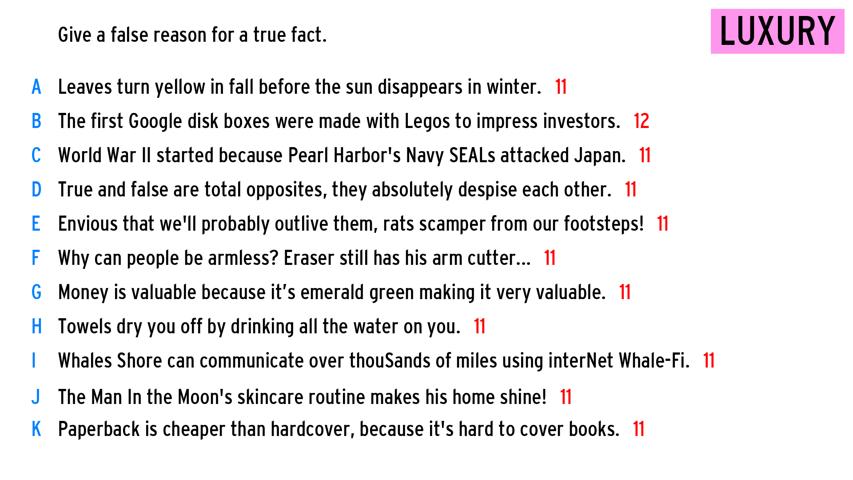 Give a false reason for a true fact.
LUXURY
A Leaves turn yellow in fall before the sun disappears in winter. 11
B The first Google disk boxes were made with Legos to impress investors. 12
C World War II started because Pearl Harbor's Navy SEALs attacked Japan. 11
D True and false are total opposites, they absolutely despise each other. 11
E Envious that we'll probably outlive them, rats scamper from our footsteps! 11
F Why can people be armless? Eraser still has his arm cutter... 11
G Money is valuable because it’s emerald green making it very valuable. 11
H Towels dry you off by drinking all the water on you. 11
I Whales Shore can communicate over thouSands of miles using interNet Whale-Fi. 11
J The Man In the Moon's skincare routine makes his home shine! 11
K Paperback is cheaper than hardcover, because it's hard to cover books. 11